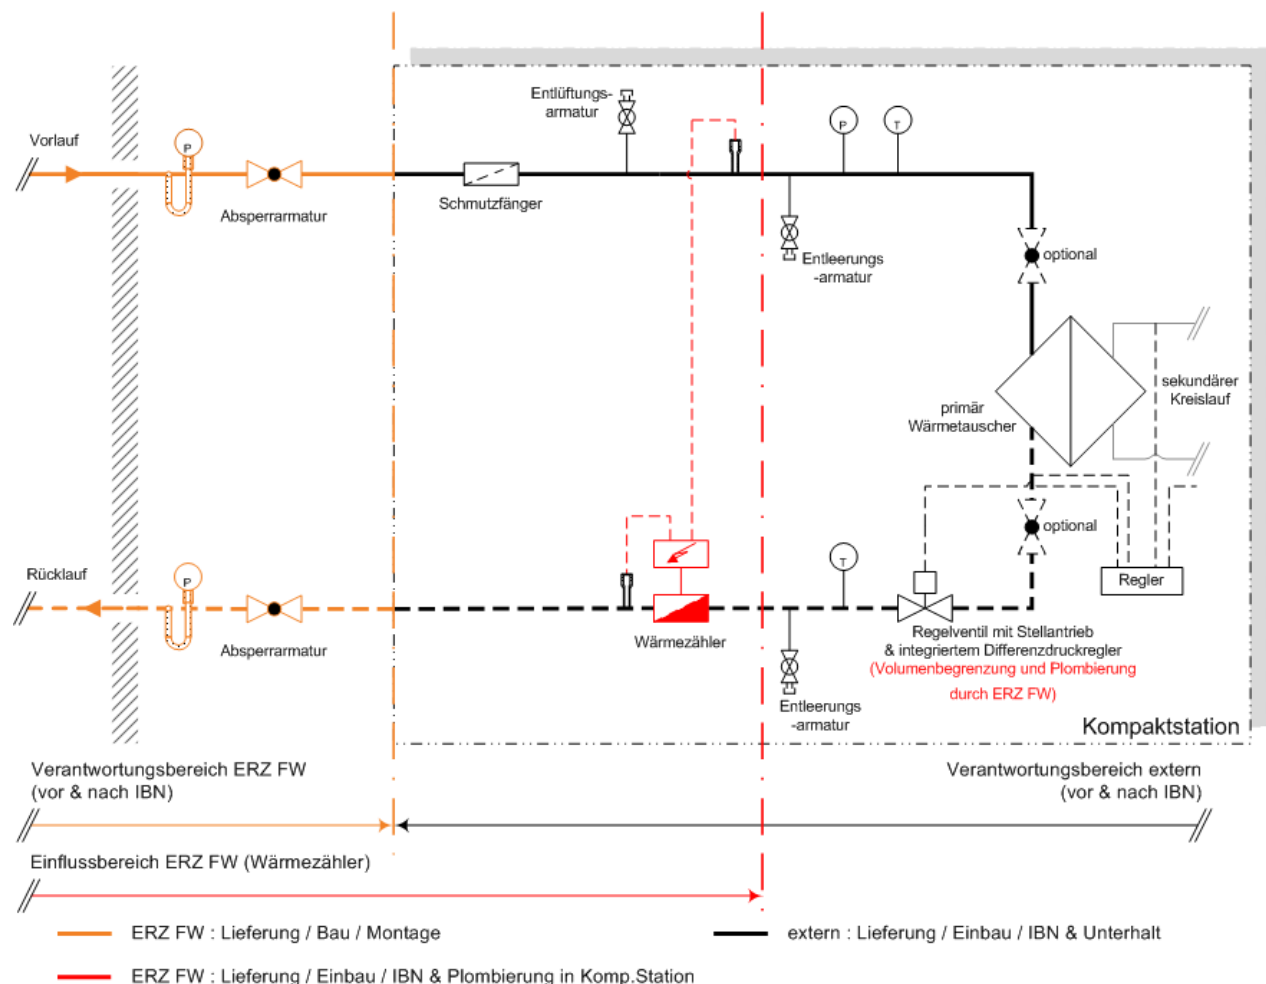 Entlüftungs-
armatur
Vorlauf
P
P
T
Absperrarmatur
Schmutzfänger
Entleerungs
-armatur
optional
sekundärer
Kreislauf
primär
Wärmetauscher
optional
Rücklauf
P
T
Regler
Absperrarmatur
Wärmezähler
Regelventil mit Stellantrieb
& integriertem Differenzdruckregler
(Volumenbegrenzung und Plombierung
durch ERZ FW)
Entleerungs
-armatur
Kompaktstation
Verantwortungsbereich ERZ FW
(vor & nach IBN)
Verantwortungsbereich extern
(vor & nach IBN)
Einflussbereich ERZ FW (Wärmezähler)
ERZ FW : Lieferung / Bau / Montage
extern : Lieferung / Einbau / IBN & Unterhalt
ERZ FW : Lieferung / Einbau / IBN & Plombierung in Komp.Station